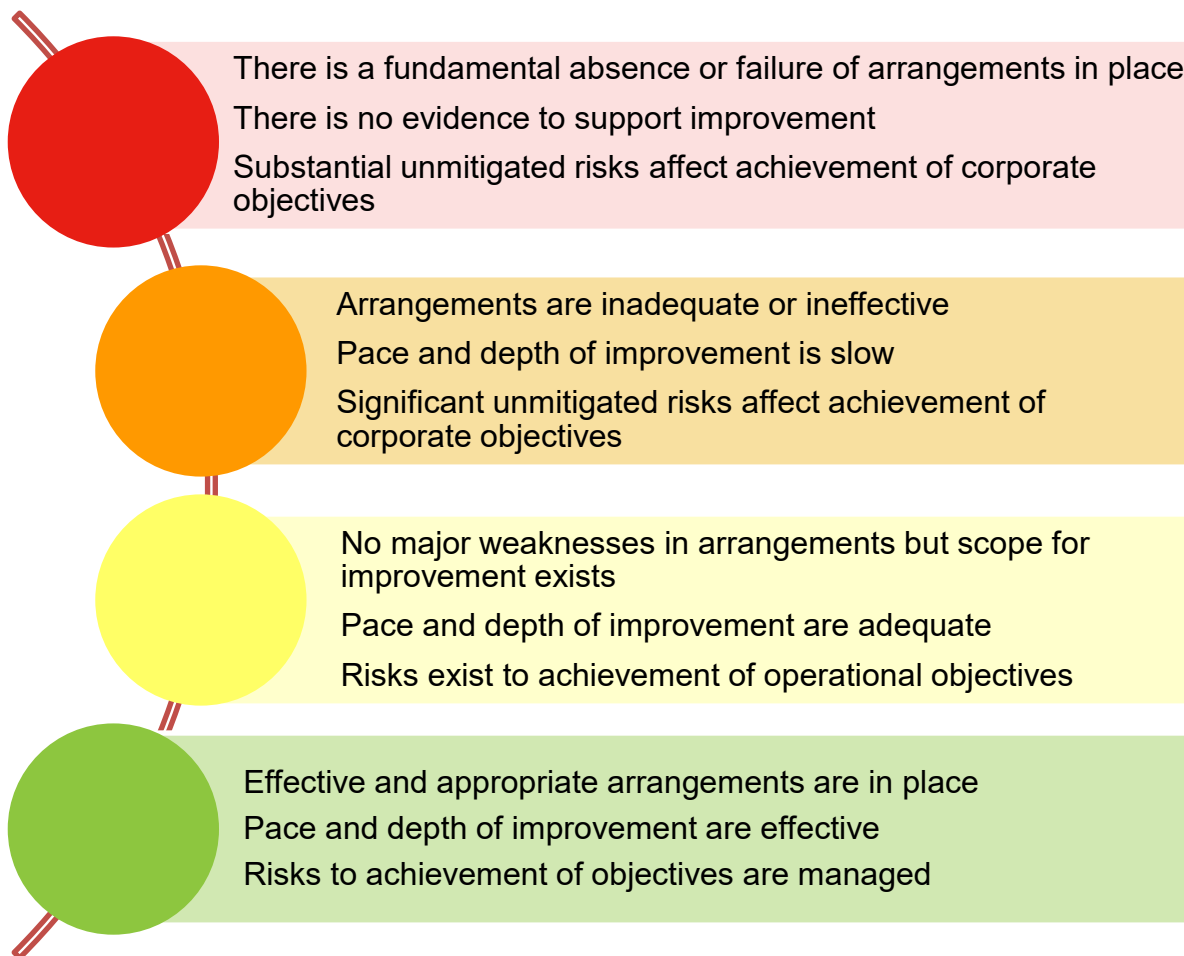 There is a fundamental absence or failure of arrangements in place
There is no evidence to support improvement
Substantial unmitigated risks affect achievement of corporate
objectives
Arrangements are inadequate or ineffective
Pace and depth of improvement is slow
Significant unmitigated risks affect achievement of
corporate objectives
No major weaknesses in arrangements but scope for
improvement exists
Pace and depth of improvement are adequate
Risks exist to achievement of operational objectives
Effective and appropriate arrangements are in place
Pace and depth of improvement are effective
Risks to achievement of objectives are managed